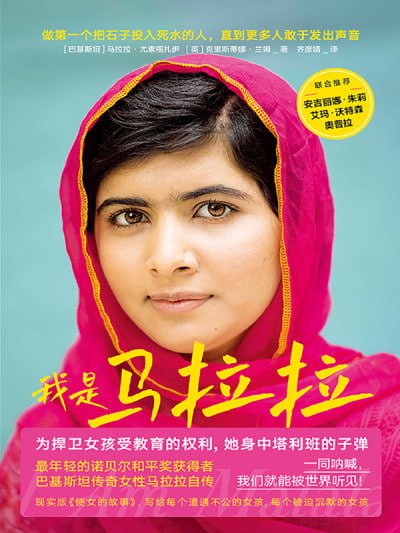 做第一个把石子投入死水的人，直到更多人敢于发出声音
[巴基斯坦] 马拉拉·尤素福扎伊 [英] 克里斯蒂娜·兰姆 _著 齐彦婧 _译
联合推荐
安吉丽娜·朱莉
艾玛·沃特森
奥普拉
我是马拉拉
为捍卫女孩受教育的权利，她身中塔利班的子弹
最年轻的诺贝尔和平奖获得者
巴基斯坦传奇女性马拉拉自传
一同呐喊，
我们就能被世界听见！
现实版《使女的故事》，写给每个遭遇不公的女孩，每个被迫沉默的女孩